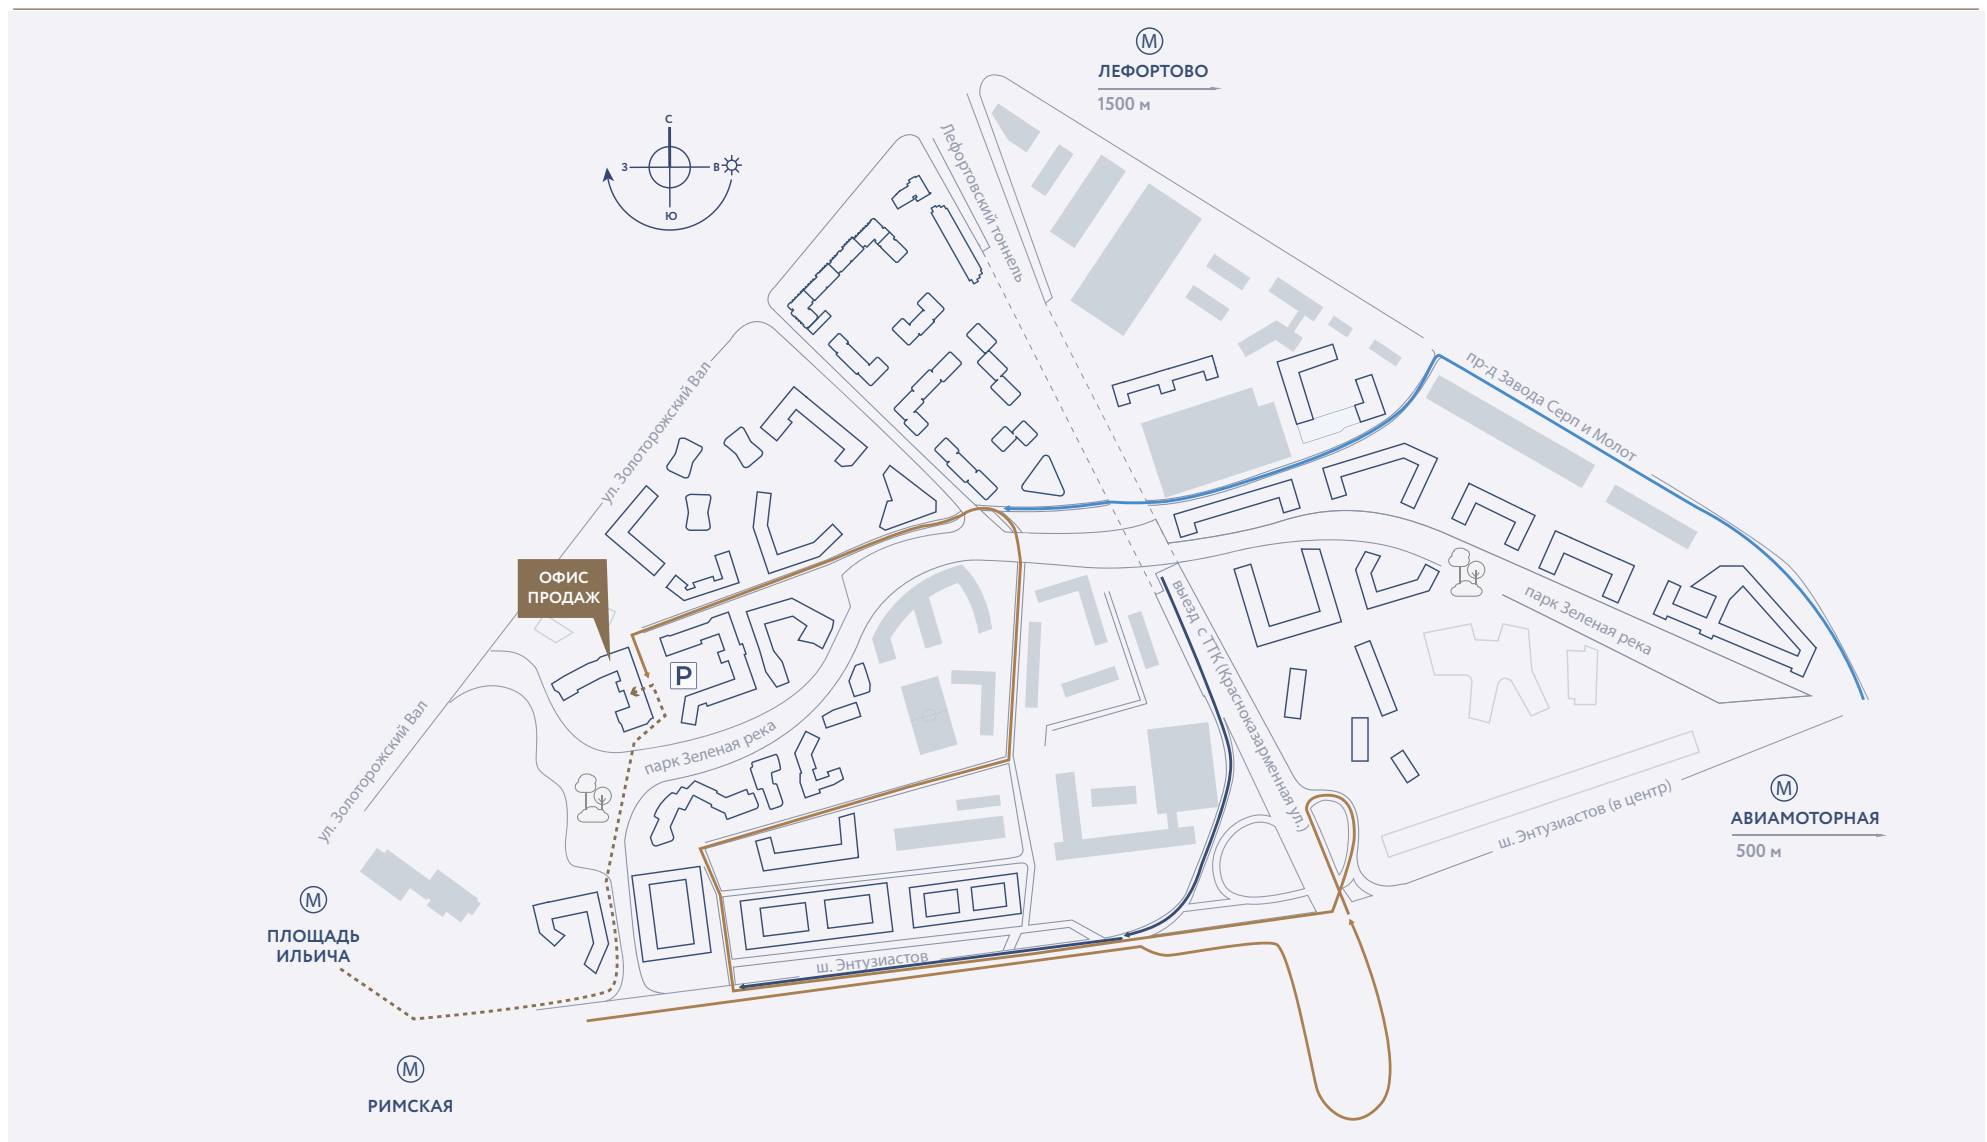 М
ЛЕФОРТОВО
1500 м
С
З
В
Ю
Лефортовский тоннель
ул. Золоторожский Вал
пр-д Завода Серп и Молот
ОФИС
ПРОДАЖ
P
выезд с ТТК (Красноказарменная ул.)
парк Зеленая река
парк Зеленая река
ул. Золоторожский Вал
М
АВИАМОТОРНАЯ
500 м
ш. Энтузиастов (в центр)
М
ПЛОЩАДЬ
ИЛЬИЧА
ш. Энтузиастов
М
РИМСКАЯ